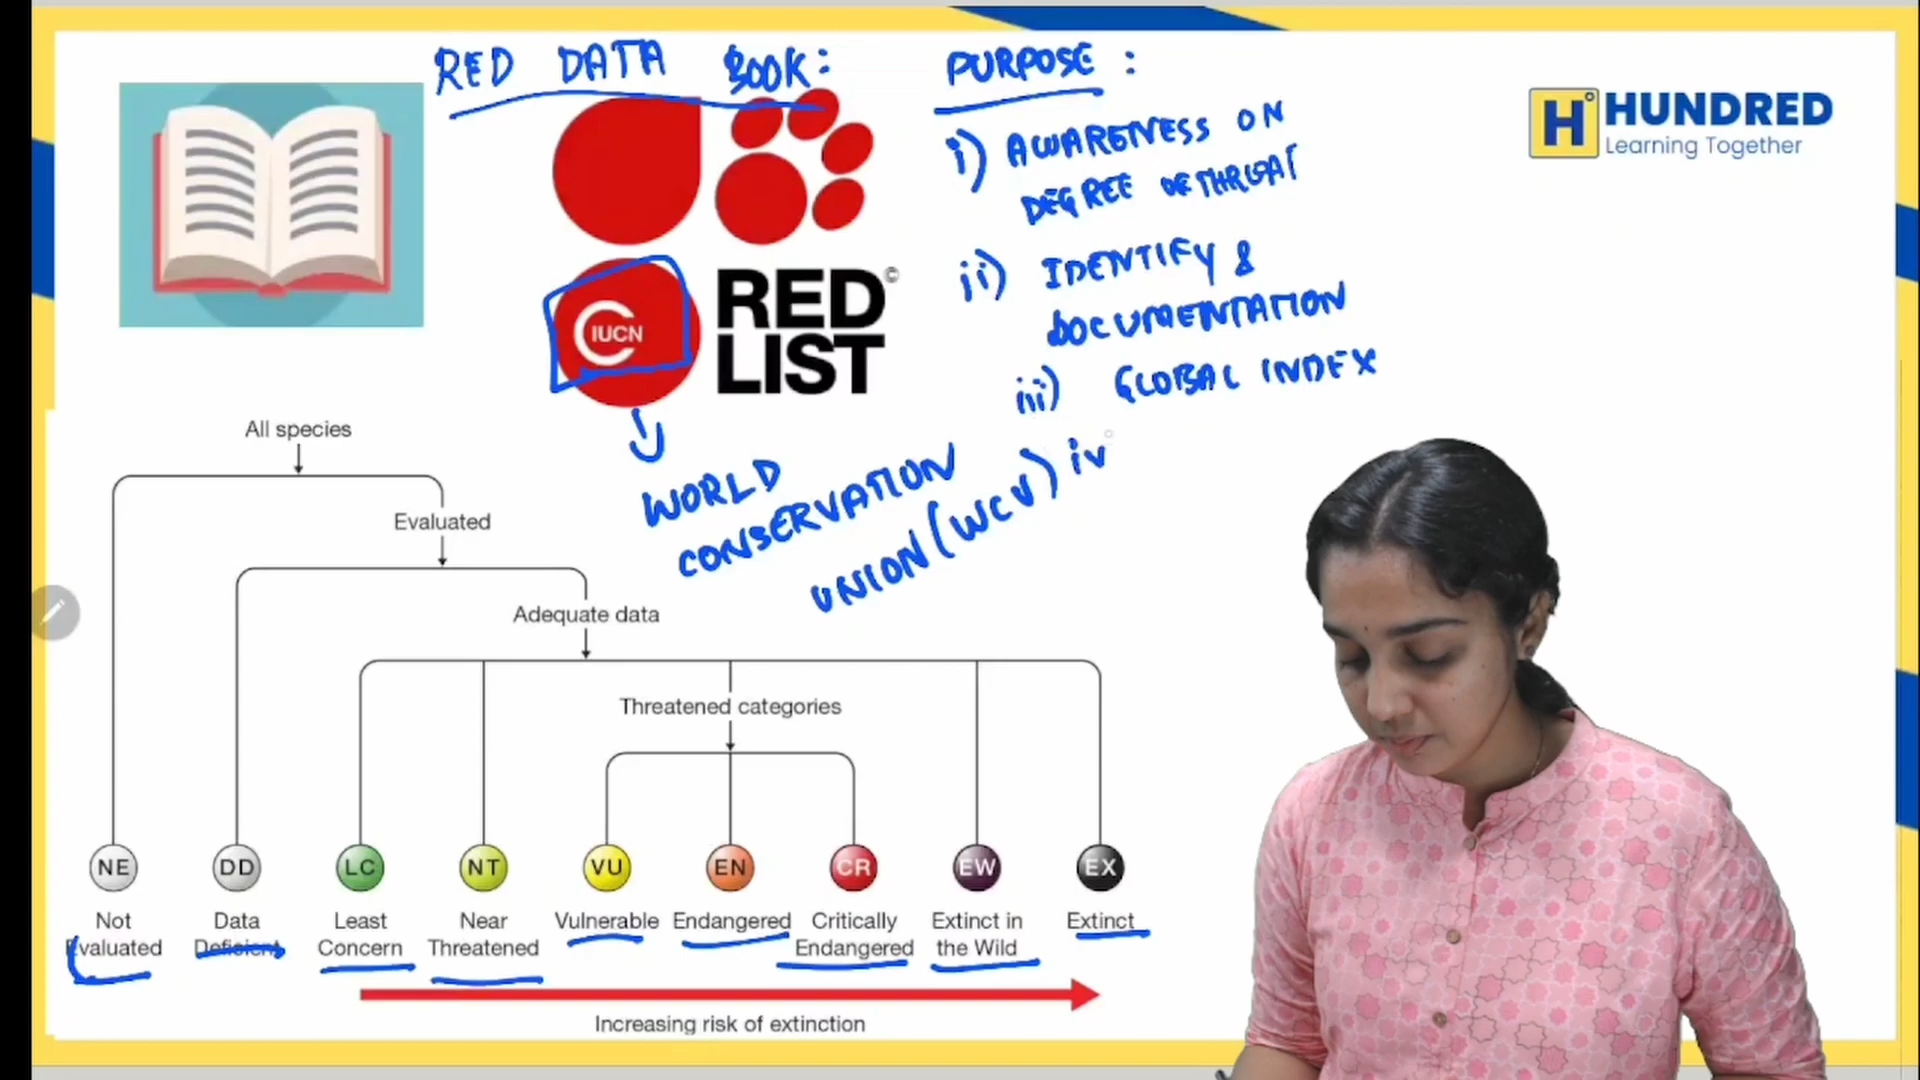 RED DATA BOOK:
PURPOSE :
i) AWARENESS ON
DEGREE OF THREAT
ii) IDENTIFY &
DOCUMENTATION
iii) GLOBAL INDEX
iv
H° HUNDRED
Learning Together
IUCN
RED
LIST©
WORLD
CONSERVATION
UNION (WCU)
All species
Evaluated
Adequate data
Threatened categories
NE DD LC NT VU EN CR EW EX
Not Data Least Near Vulnerable Endangered Critically Extinct in Extinct
Evaluated Deficient Concern Threatened Endangered the Wild
Increasing risk of extinction